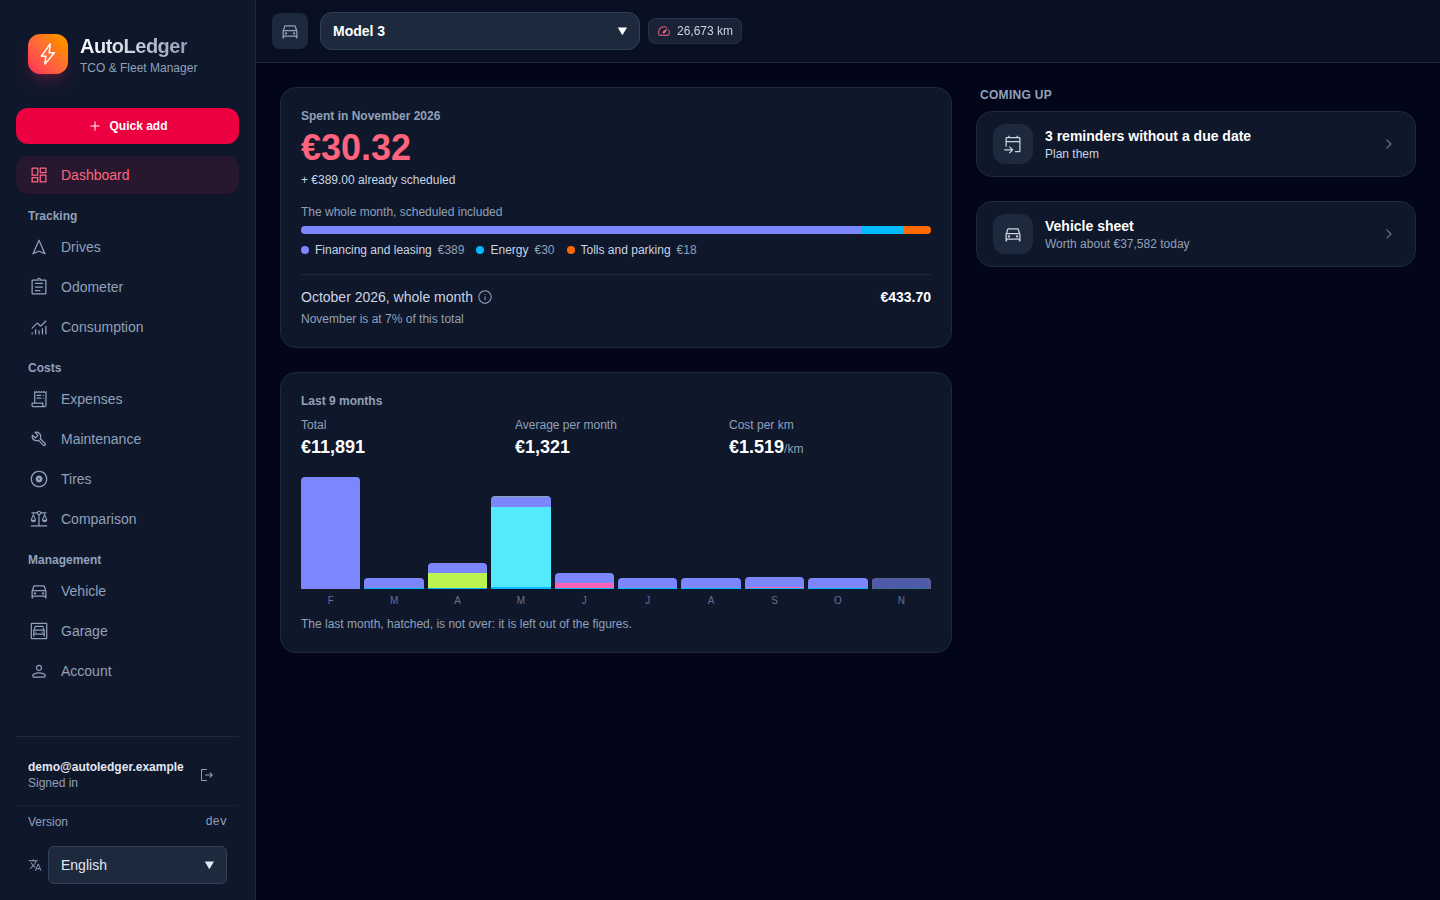 AutoLedger
TCO & Fleet Manager
Quick add
Dashboard
Tracking
Drives
Odometer
Consumption
Costs
Expenses
Maintenance
Tires
Comparison
Management
Vehicle
Garage
Account
demo@autoledger.example
Signed in
Version dev
English
Model 3
26,673 km
Spent in November 2026
€30.32
+ €389.00 already scheduled
The whole month, scheduled included
Financing and leasing €389 Energy €30 Tolls and parking €18
October 2026, whole month €433.70
November is at 7% of this total
Last 9 months
Total Average per month Cost per km
€11,891 €1,321 €1.519/km
F M A M J J A S O N
The last month, hatched, is not over: it is left out of the figures.
COMING UP
3 reminders without a due date
Plan them
Vehicle sheet
Worth about €37,582 today